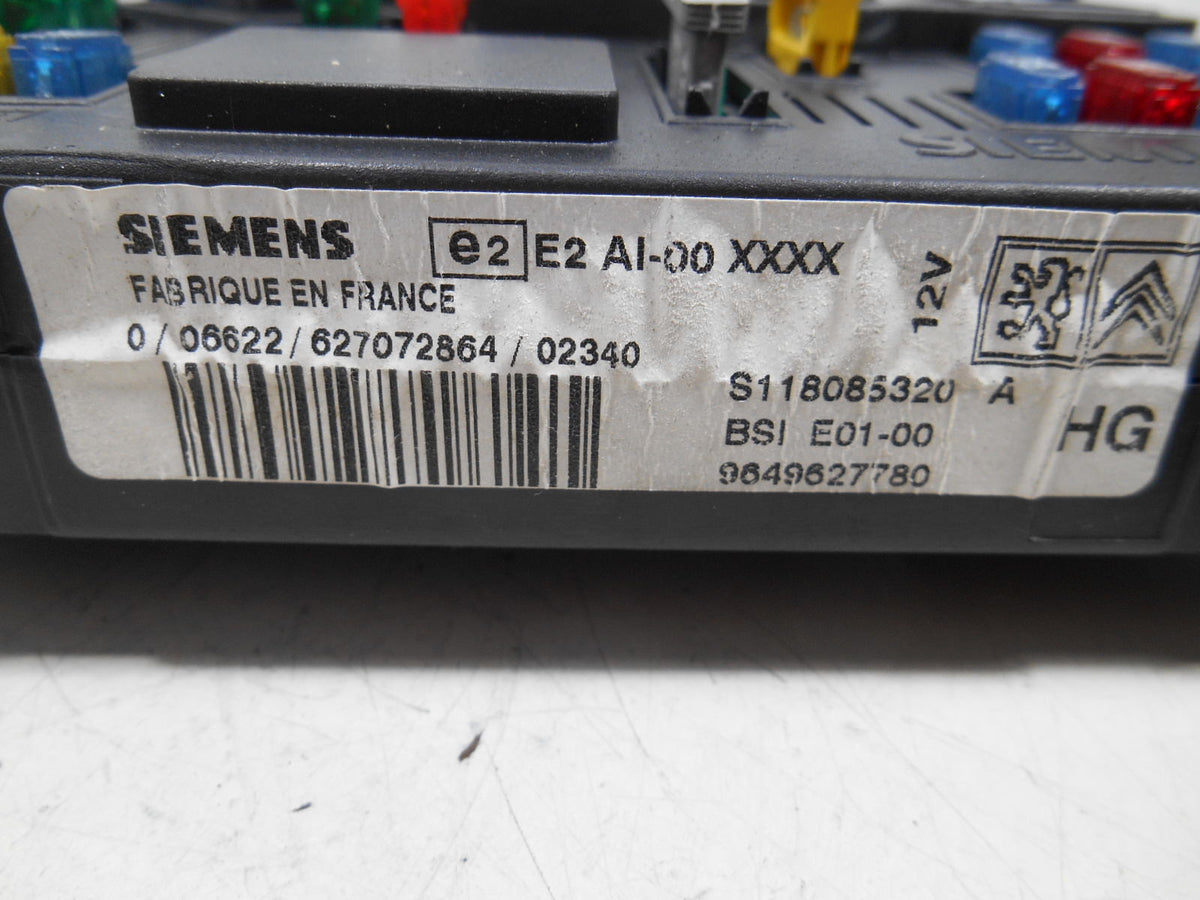 SIEMENS
SIEMENS e2 E2 AI-00 XXXX
FABRIQUE EN FRANCE
12V
0/06622/627072864/02340
S118085320 A
BSI E01-00
HG
9649627780